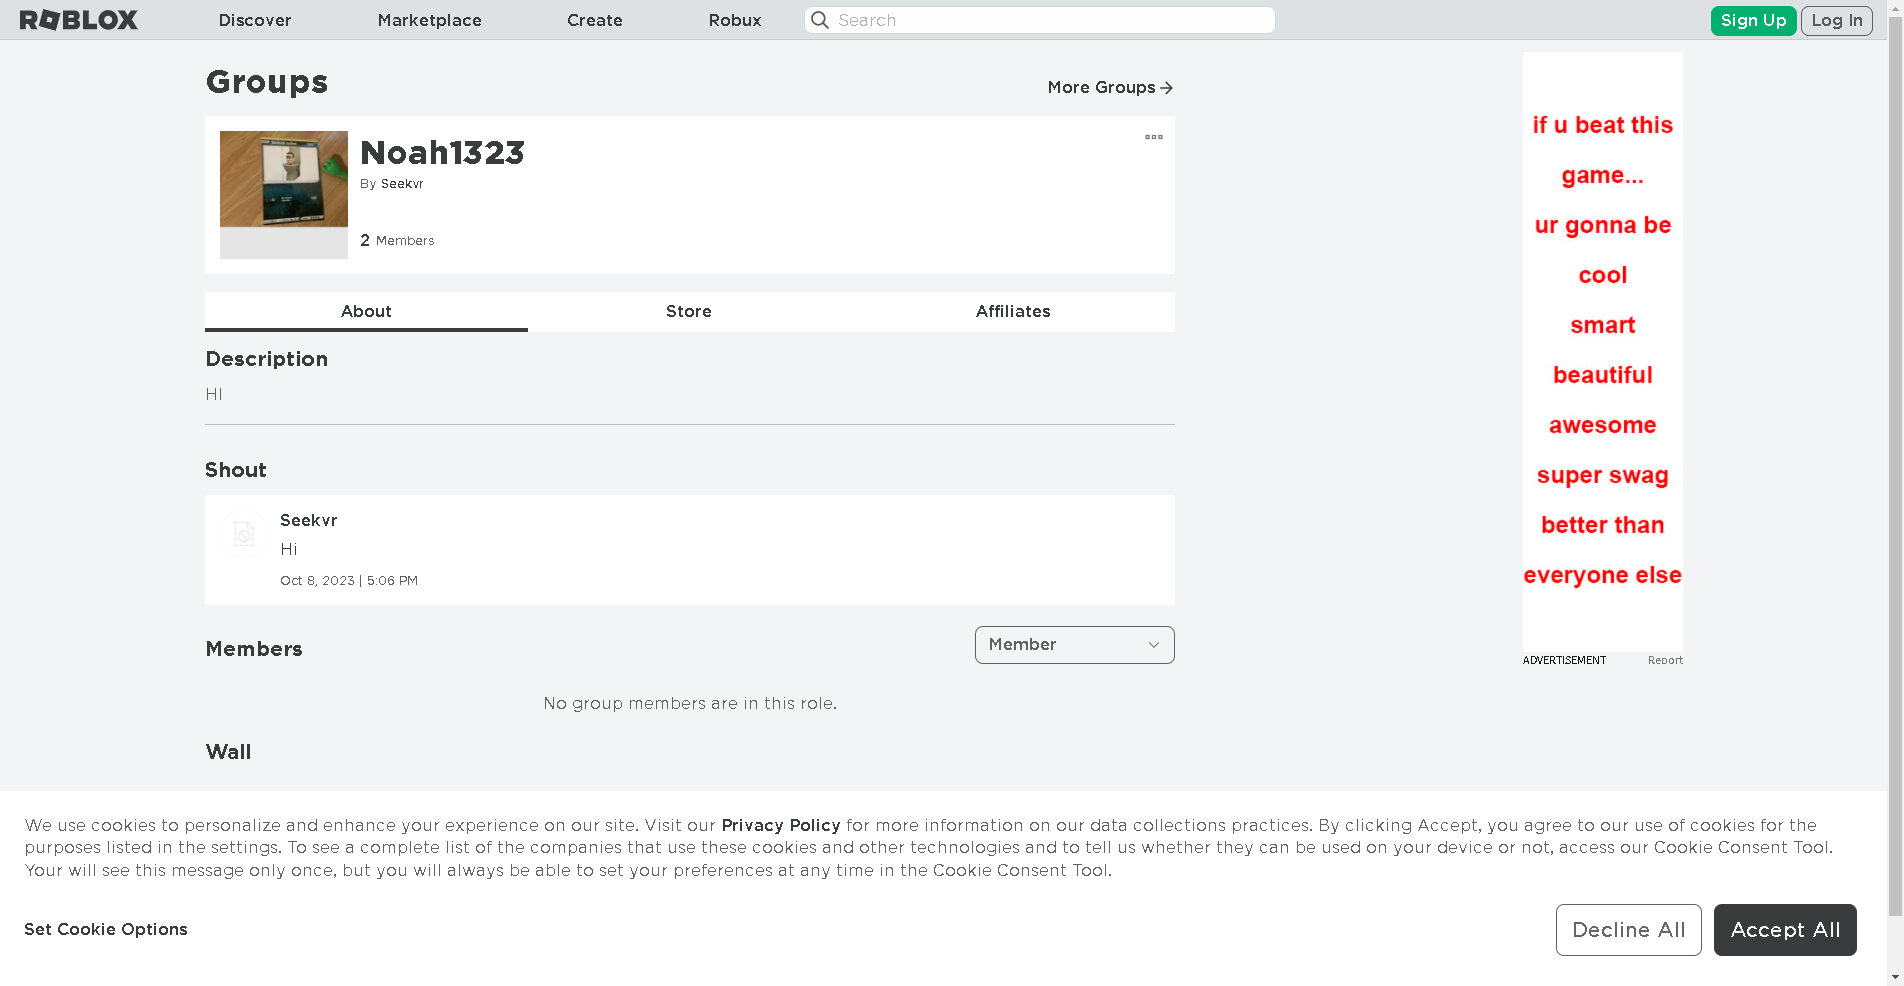 ROBLOX
Discover
Marketplace
Create
Robux
Search
Sign Up
Log In
Groups
More Groups
Noah1323
By Seekvr
2 Members
About
Store
Affiliates
Description
HI
Shout
Seekvr
Hi
Oct 8, 2023 | 5:06 PM
Members
Member
No group members are in this role.
Wall
if u beat this
game...
ur gonna be
cool
smart
beautiful
awesome
super swag
better than
everyone else
ADVERTISEMENT
Report
We use cookies to personalize and enhance your experience on our site. Visit our Privacy Policy for more information on our data collections practices. By clicking Accept, you agree to our use of cookies for the
purposes listed in the settings. To see a complete list of the companies that use these cookies and other technologies and to tell us whether they can be used on your device or not, access our Cookie Consent Tool.
Your will see this message only once, but you will always be able to set your preferences at any time in the Cookie Consent Tool.
Set Cookie Options
Decline All
Accept All